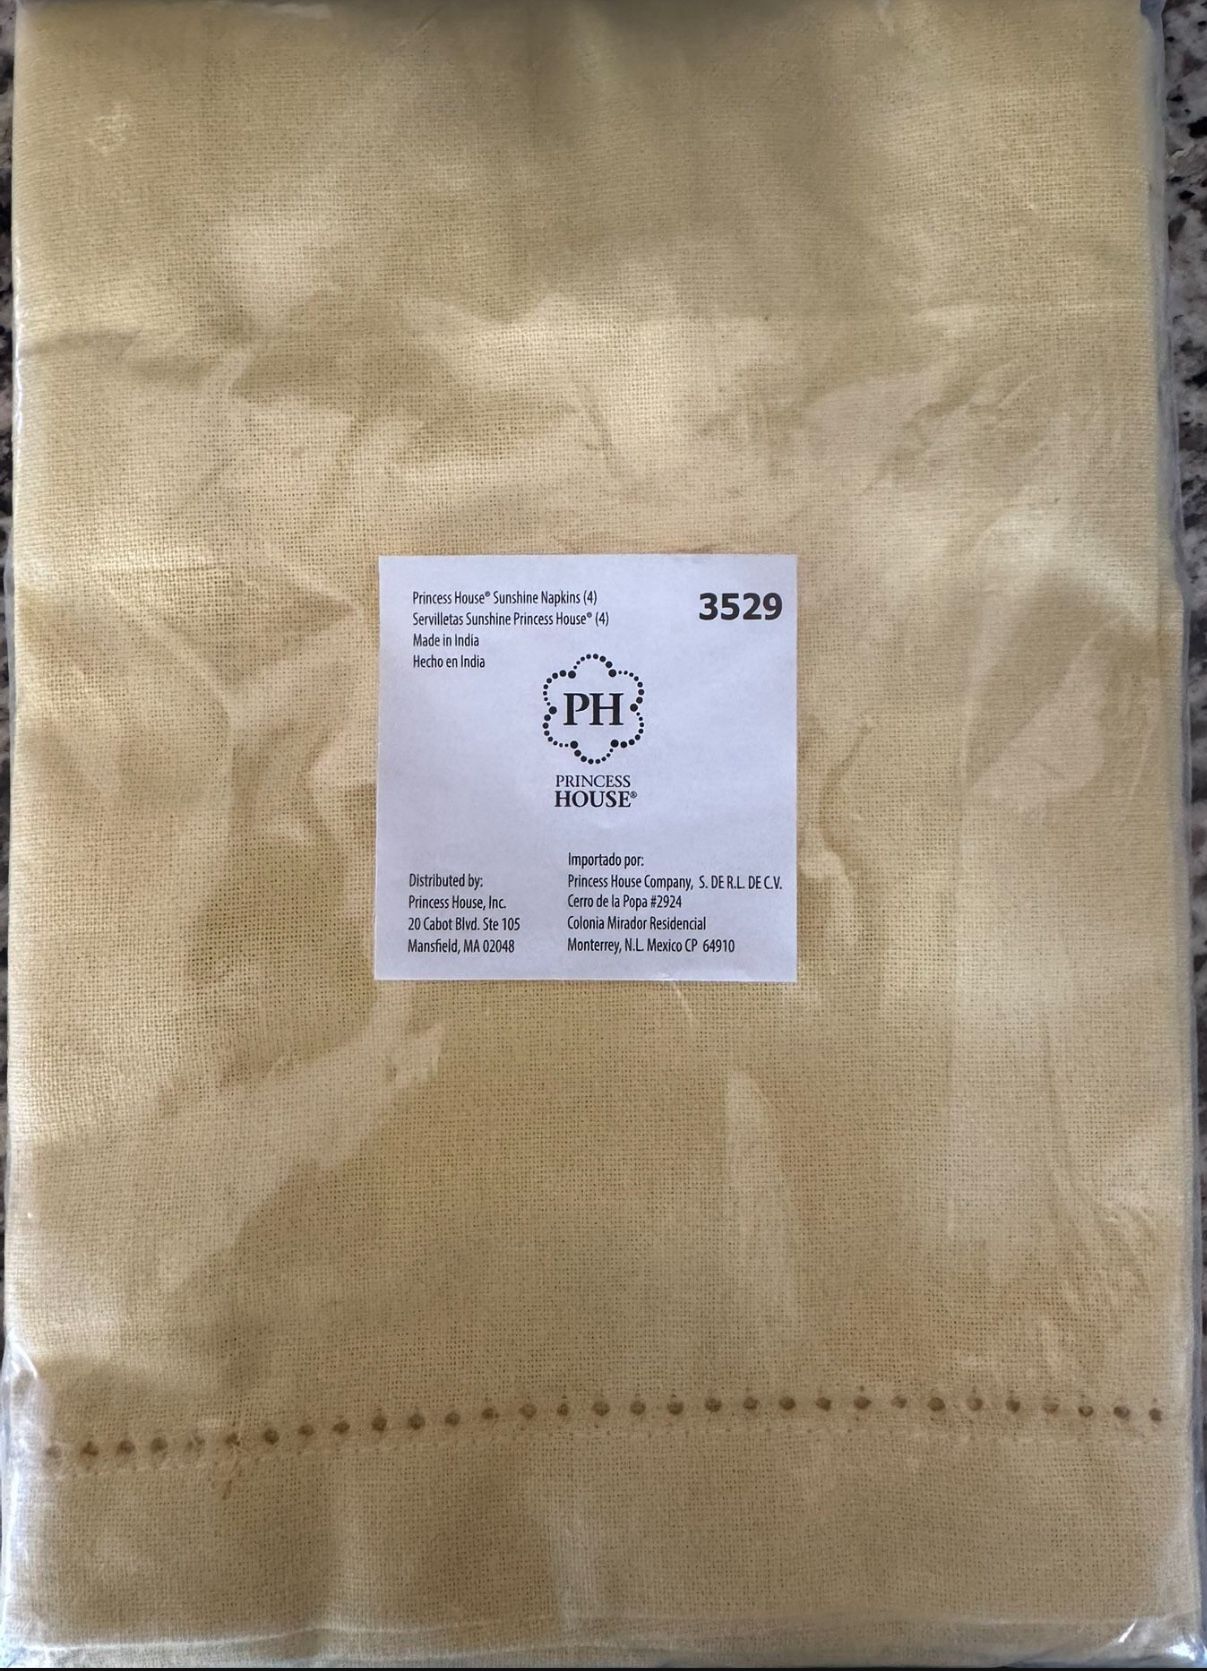 Princess House® Sunshine Napkins (4)
3529
Servilletas Sunshine Princess House® (4)
Made in India
Hecho en India
PH
PRINCESS
HOUSE®
Distributed by:
Princess House, Inc.
20 Cabot Blvd. Ste 105
Mansfield, MA 02048
Importado por:
Princess House Company, S. DE R.L. DE C.V.
Cerro de la Popa #2924
Colonia Mirador Residencial
Monterrey, N.L. Mexico CP 64910